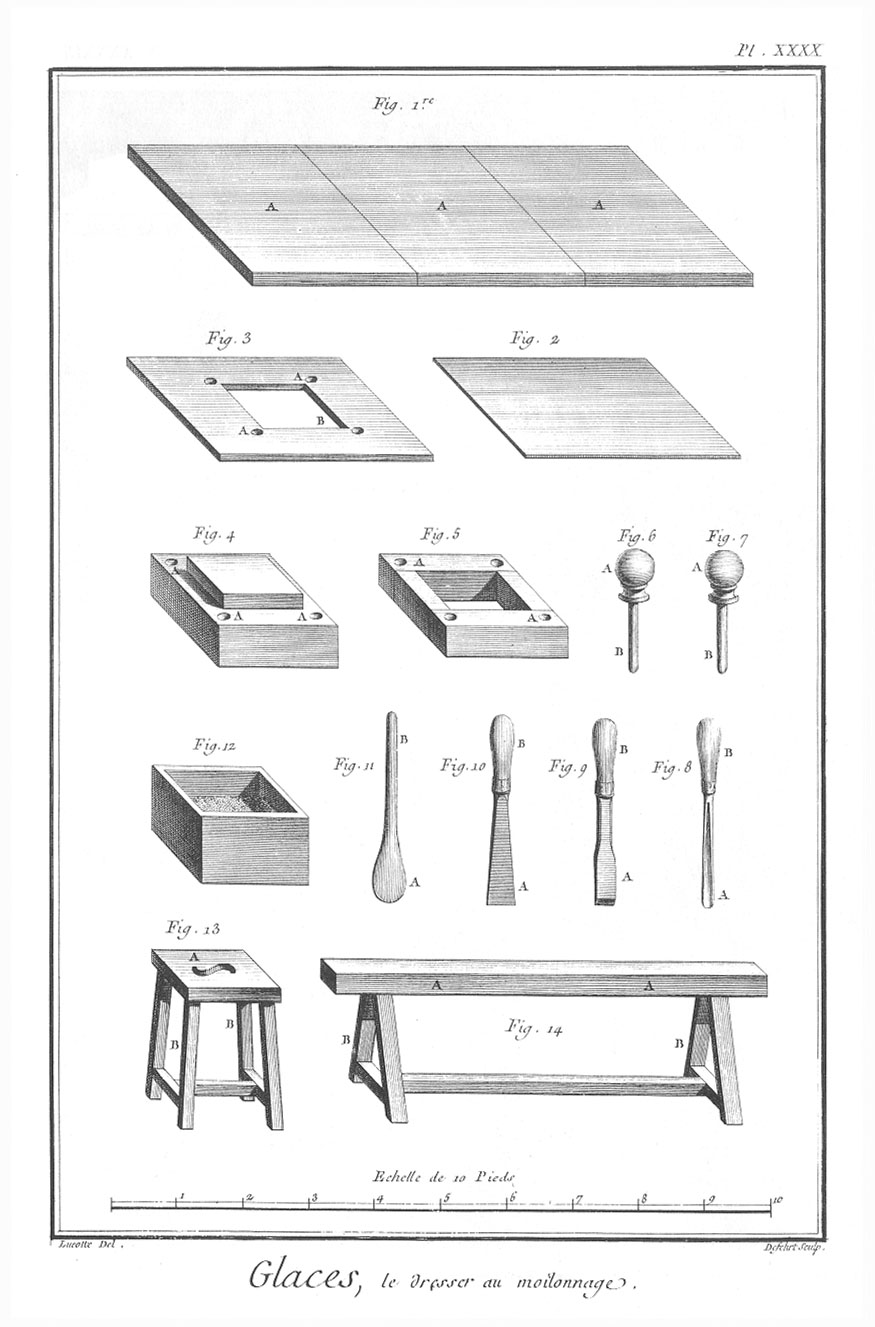 Pl. XXXX
Fig. 1.re
A A A
Fig. 3 Fig. 2
A
A B
Fig. 4 Fig. 5 Fig. 6 Fig. 7
A A A A
A A A
B B
Fig. 12 Fig. 11 Fig. 10 Fig. 9 Fig. 8
B B B B
A A A A
Fig. 13
A
A A
B B Fig. 14 B B
Echelle de 10 Pieds
1 2 3 4 5 6 7 8 9 10
Lucotte Del. Defehrt Sculp.
Glaces, le dresser au moilonnage.